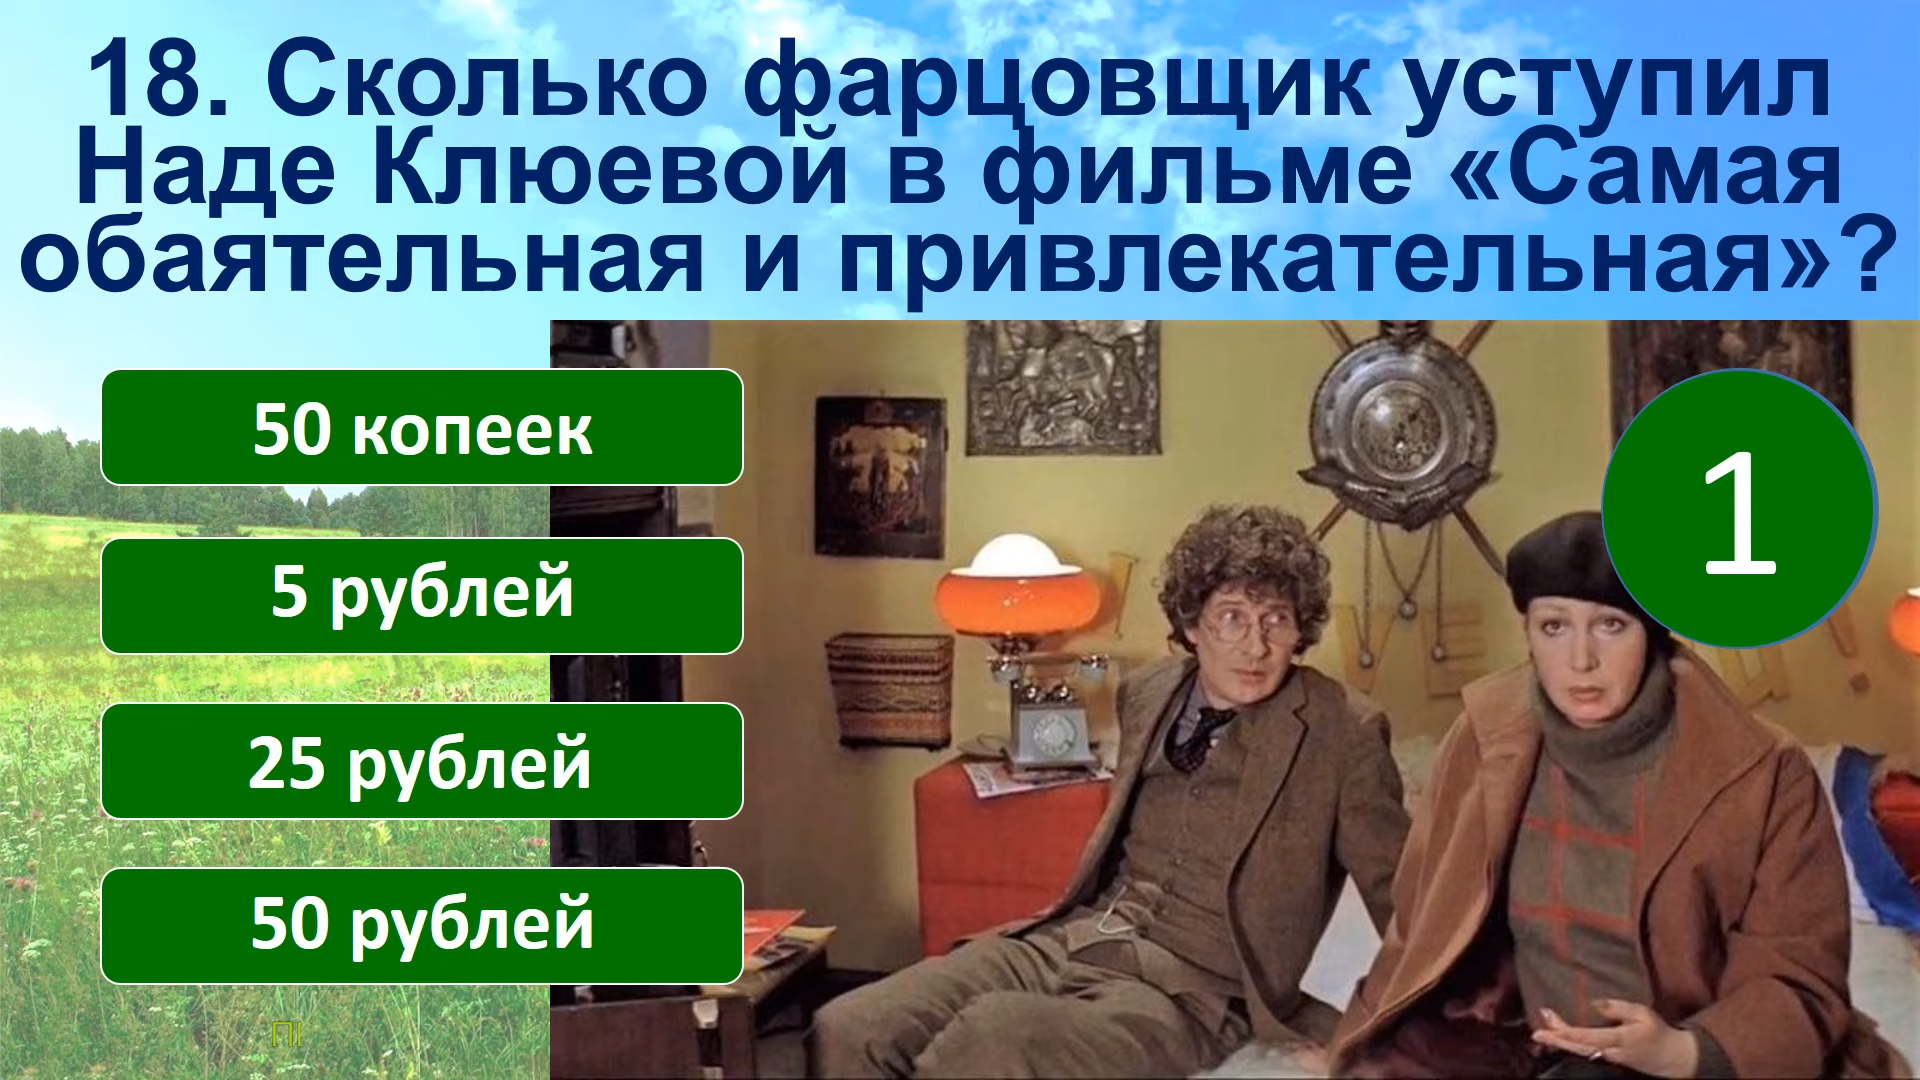 18. Сколько фарцовщик уступил
Наде Клюевой в фильме «Самая
обаятельная и привлекательная»?
50 копеек
1
5 рублей
25 рублей
50 рублей